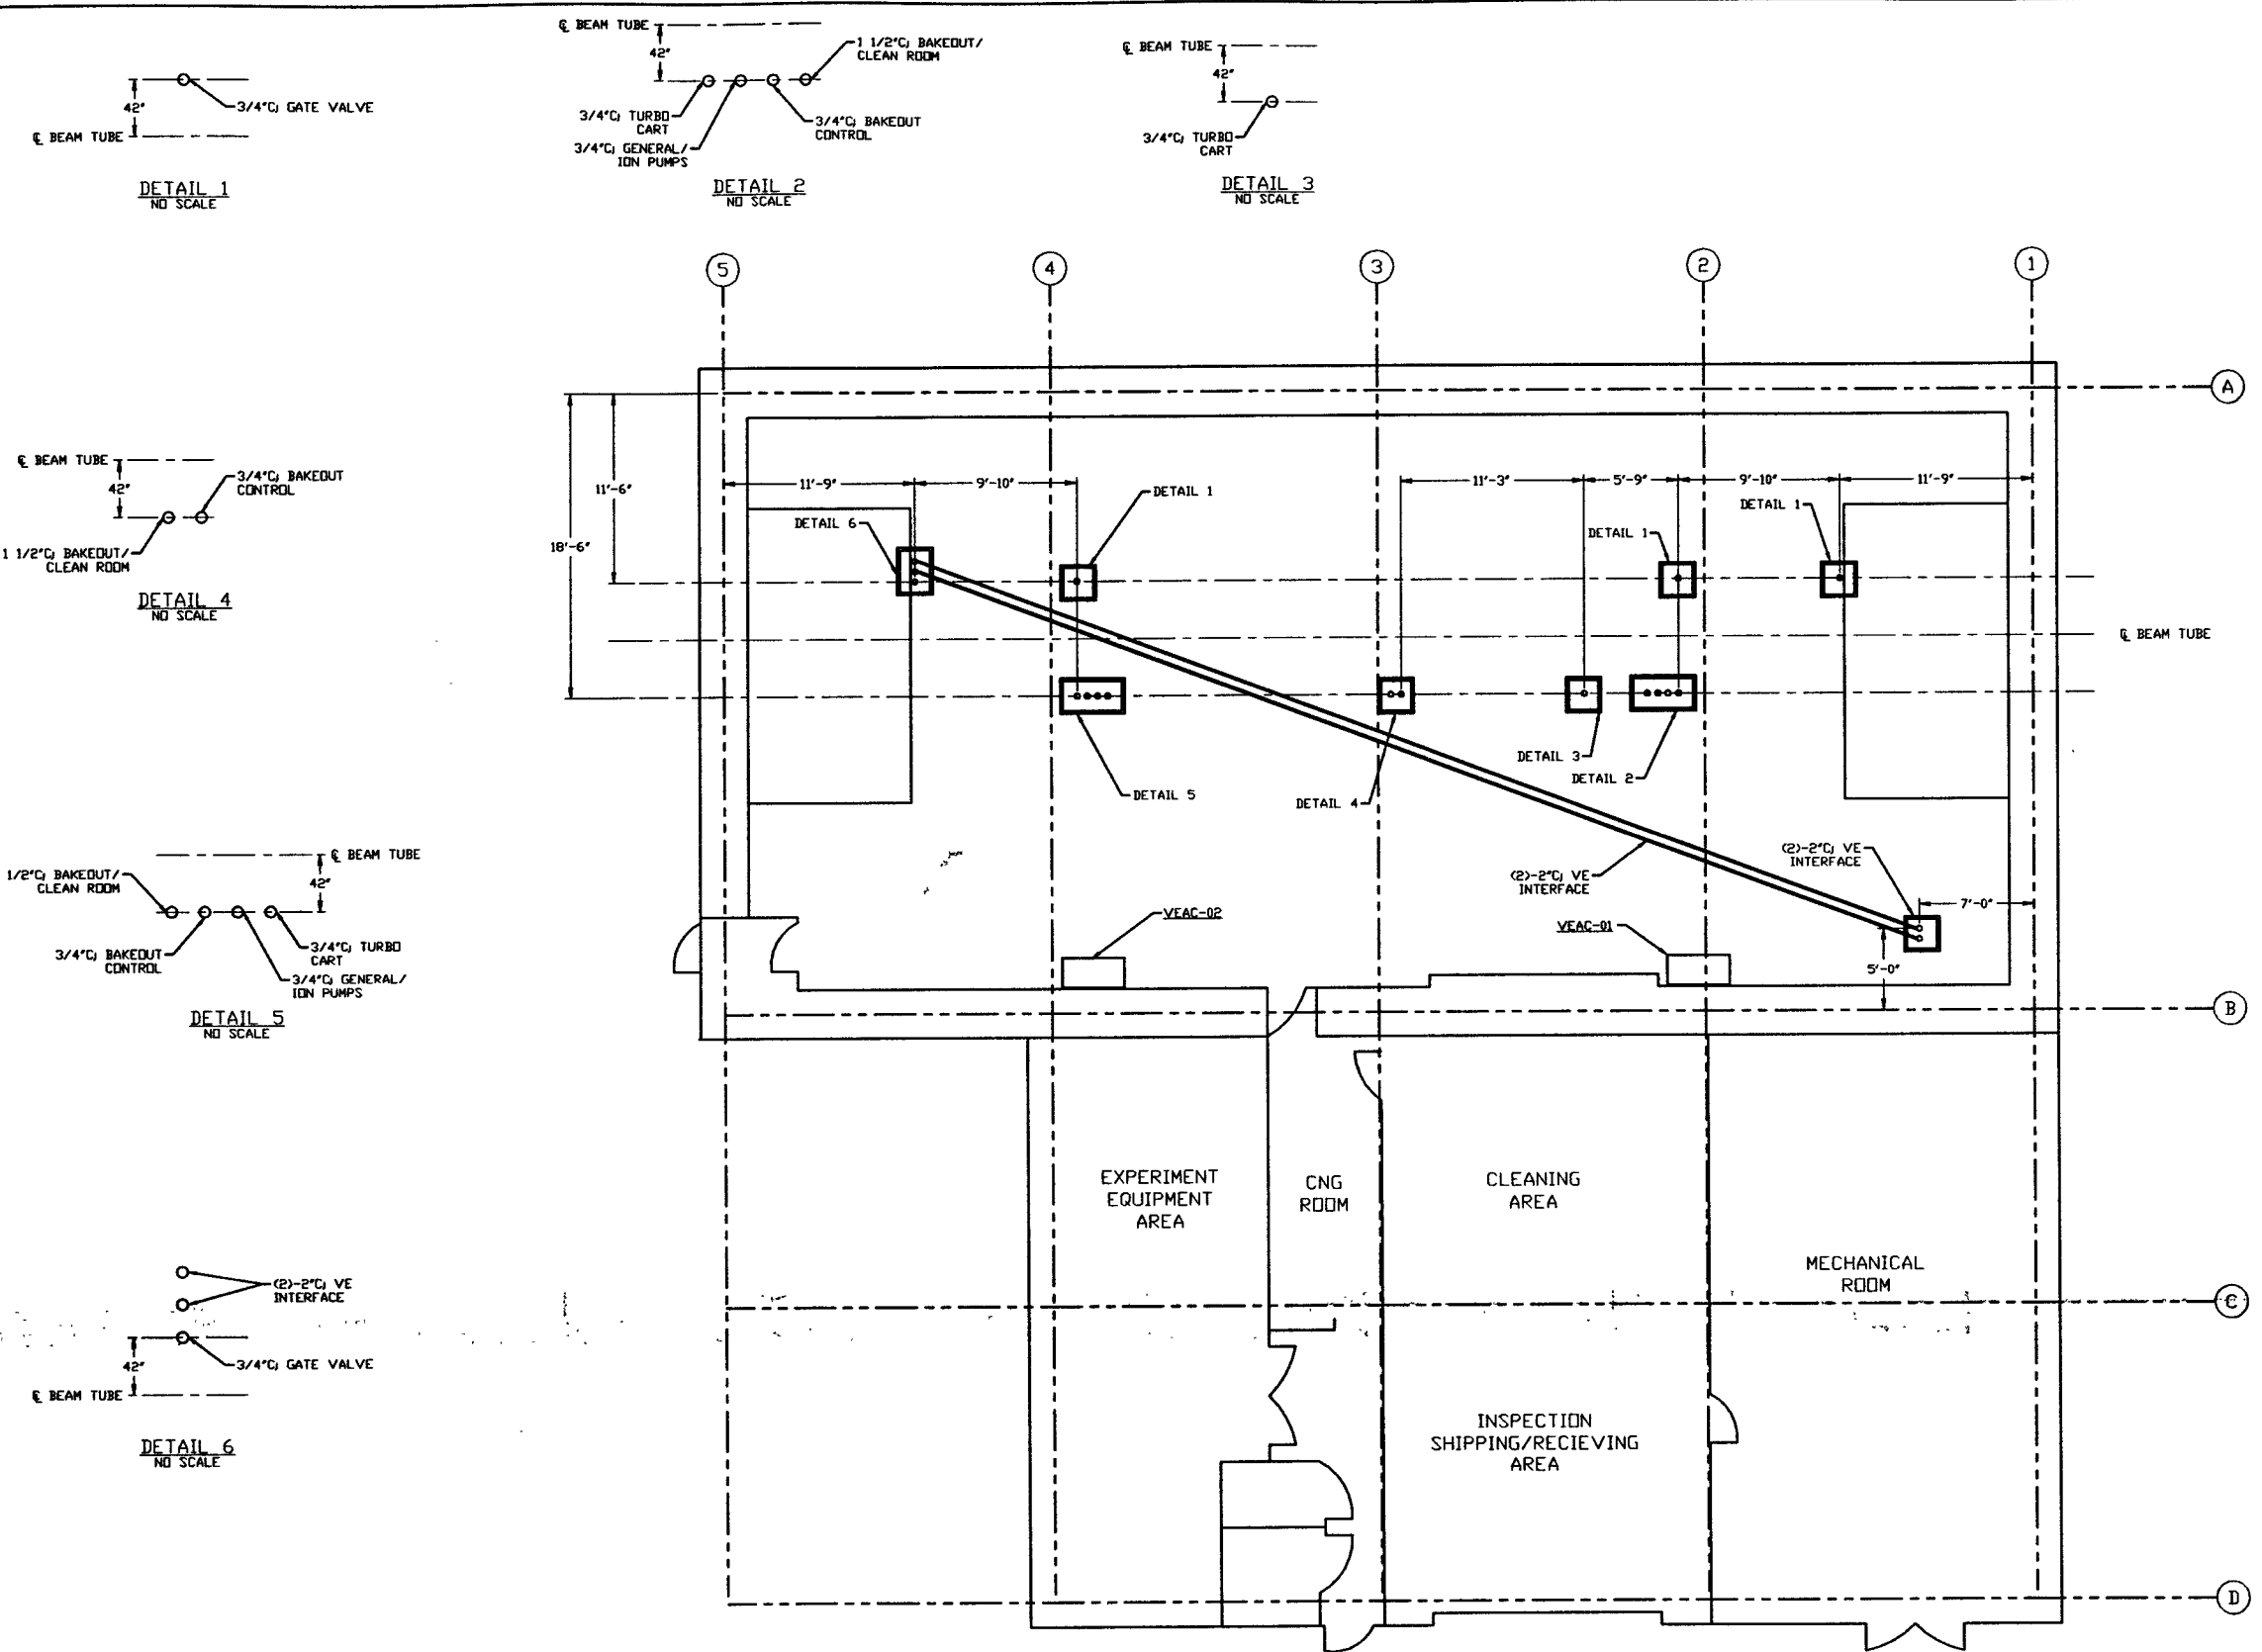 ℄ BEAM TUBE
42"
1 1/2"C; BAKEOUT/
CLEAN ROOM
3/4"C; TURBO
CART
3/4"C; GENERAL/
ION PUMPS
3/4"C; BAKEOUT
CONTROL
DETAIL 2
NO SCALE
℄ BEAM TUBE
42"
3/4"C; TURBO
CART
DETAIL 3
NO SCALE
42"
3/4"C; GATE VALVE
℄ BEAM TUBE
DETAIL 1
NO SCALE
℄ BEAM TUBE
42"
3/4"C; BAKEOUT
CONTROL
1 1/2"C; BAKEOUT/
CLEAN ROOM
DETAIL 4
NO SCALE
℄ BEAM TUBE
42"
1/2"C; BAKEOUT/
CLEAN ROOM
3/4"C; BAKEOUT
CONTROL
3/4"C; TURBO
CART
3/4"C; GENERAL/
ION PUMPS
DETAIL 5
NO SCALE
(2)-2"C; VE
INTERFACE
3/4"C; GATE VALVE
42"
℄ BEAM TUBE
DETAIL 6
NO SCALE
5
4
3
2
1
A
11'-6"
18'-6"
11'-9"
9'-10"
11'-3"
5'-9"
9'-10"
11'-9"
DETAIL 6
DETAIL 1
DETAIL 1
DETAIL 1
℄ BEAM TUBE
DETAIL 5
DETAIL 4
DETAIL 3
DETAIL 2
(2)-2"C; VE
INTERFACE
(2)-2"C; VE
INTERFACE
7'-0"
5'-0"
VEAC-02
VEAC-01
B
EXPERIMENT
EQUIPMENT
AREA
CNG
ROOM
CLEANING
AREA
MECHANICAL
ROOM
C
INSPECTION
SHIPPING/RECIEVING
AREA
D